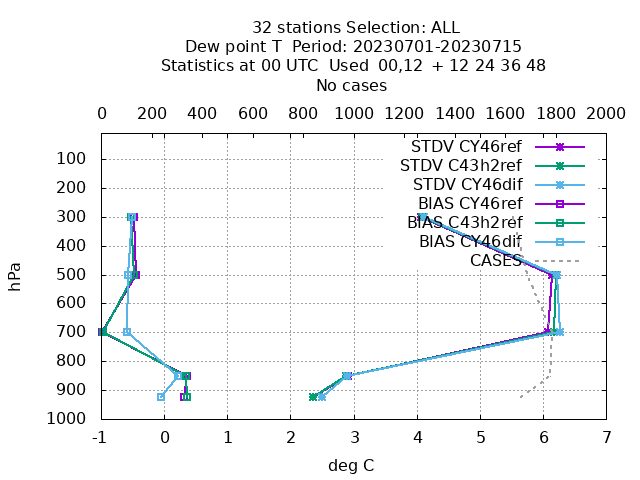 32 stations Selection: ALL
Dew point T  Period: 20230701-20230715
Statistics at 00 UTC  Used  00,12  + 12 24 36 48
No cases
0 200 400 600 800 1000 1200 1400 1600 1800 2000
STDV CY46ref
STDV C43h2ref
STDV CY46dif
BIAS CY46ref
BIAS C43h2ref
BIAS CY46dif
CASES
hPa
100
200
300
400
500
600
700
800
900
1000
-1 0 1 2 3 4 5 6 7
deg C